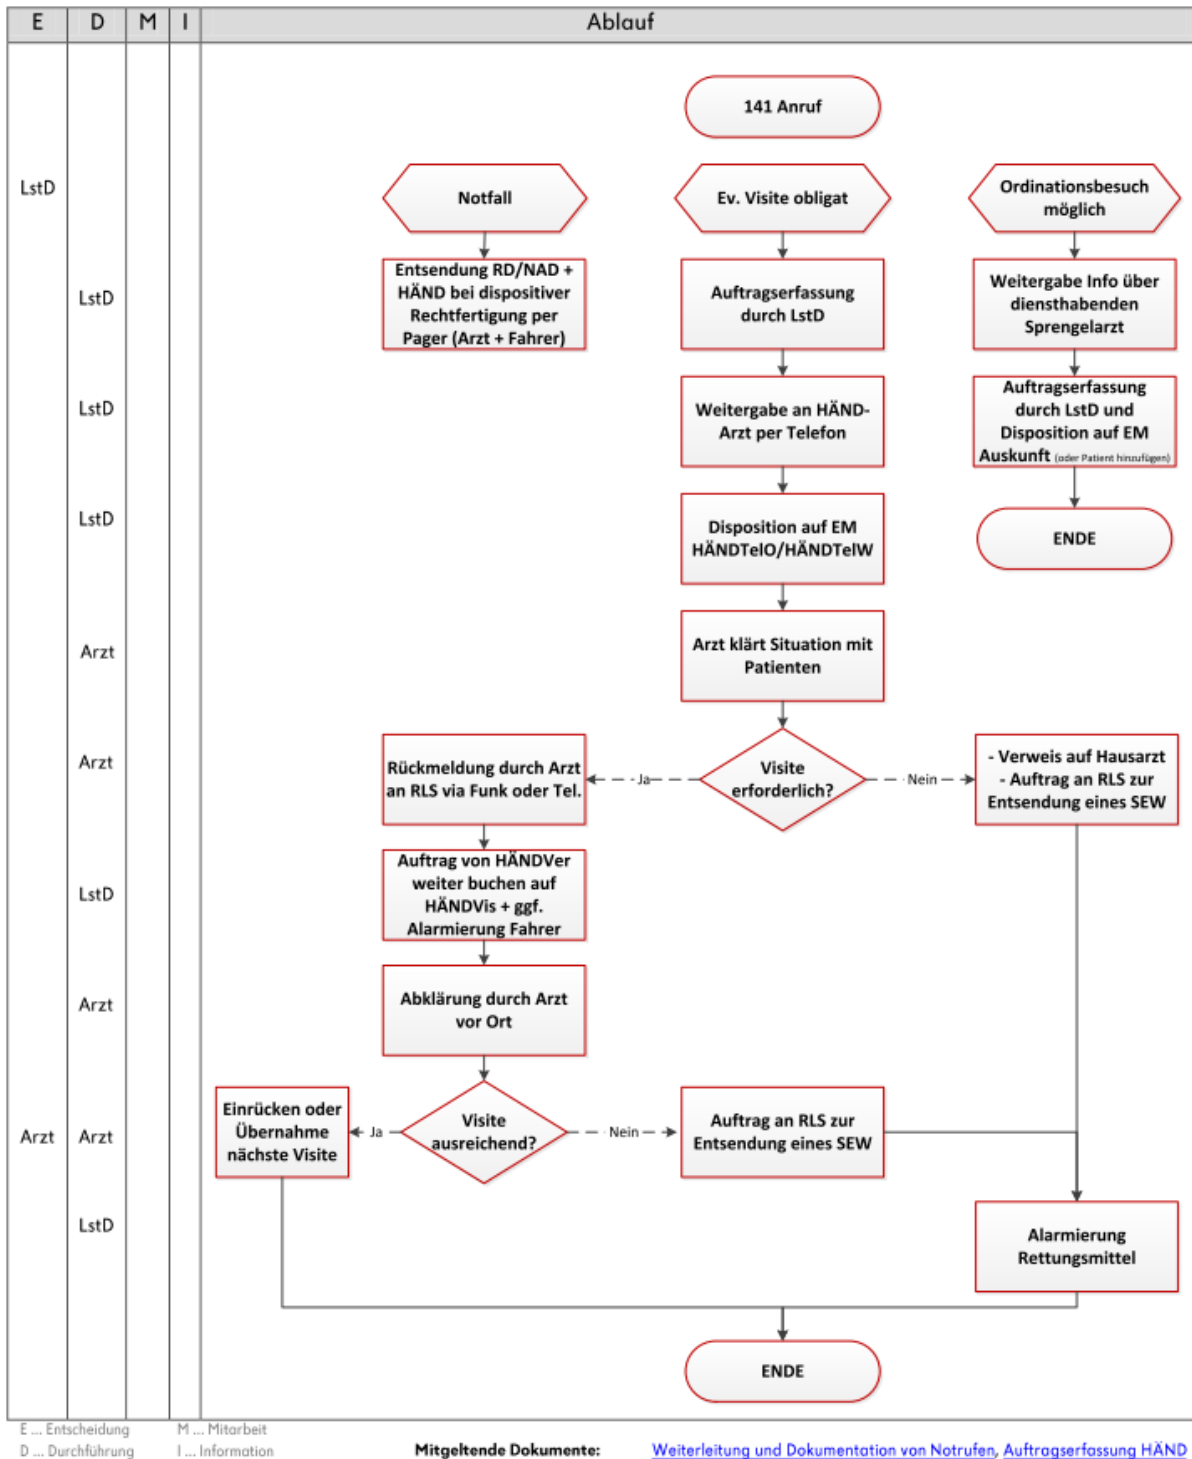 E D M I Ablauf
141 Anruf
LstD
Notfall
Ev. Visite obligat
Ordinationsbesuch
möglich
LstD
Entsendung RD/NAD +
HÄND bei dispositiver
Rechtfertigung per
Pager (Arzt + Fahrer)
Auftragserfassung
durch LstD
Weitergabe Info über
diensthabenden
Sprengelarzt
LstD
Weitergabe an HÄND-
Arzt per Telefon
Auftragserfassung
durch LstD und
Disposition auf EM
Auskunft (oder Patient hinzufügen)
LstD
Disposition auf EM
HÄNDTelO/HÄNDTelW
ENDE
Arzt
Arzt klärt Situation mit
Patienten
Arzt
Rückmeldung durch Arzt
an RLS via Funk oder Tel.
Ja
Visite
erforderlich?
Nein
- Verweis auf Hausarzt
- Auftrag an RLS zur
Entsendung eines SEW
LstD
Auftrag von HÄNDVer
weiter buchen auf
HÄNDVis + ggf.
Alarmierung Fahrer
Arzt
Abklärung durch Arzt
vor Ort
Arzt Arzt
Einrücken oder
Übernahme
nächste Visite
Ja
Visite
ausreichend?
Nein
Auftrag an RLS zur
Entsendung eines SEW
LstD
Alarmierung
Rettungsmittel
ENDE
E ... Entscheidung M ... Mitarbeit
D ... Durchführung I ... Information
Mitgeltende Dokumente: Weiterleitung und Dokumentation von Notrufen, Auftragserfassung HÄND